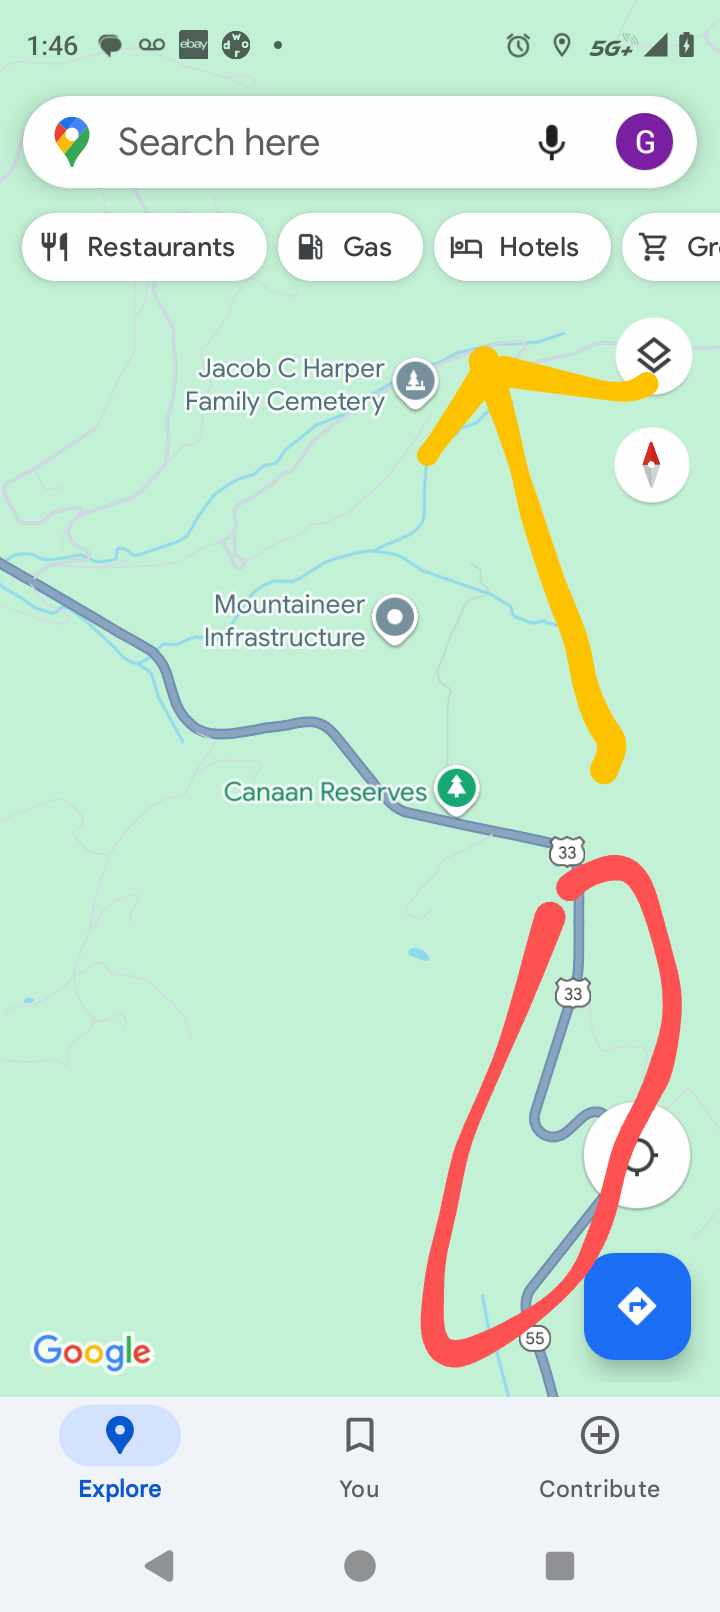 1:46
ebay
d w o r
5G+
Search here
G
Restaurants
Gas
Hotels
Gr
Jacob C Harper
Family Cemetery
Mountaineer
Infrastructure
Canaan Reserves
33
33
55
Google
Explore
You
Contribute